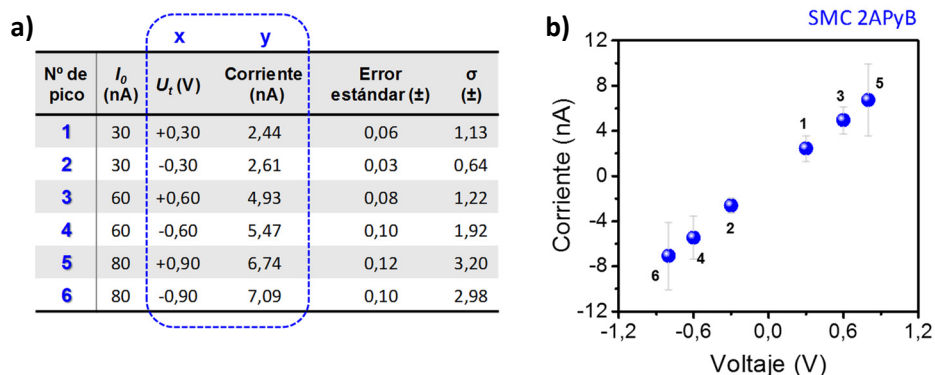 a)
x y
Nº de pico I₀ (nA) Uₜ (V) Corriente (nA) Error estándar (±) σ (±)
1 30 +0,30 2,44 0,06 1,13
2 30 -0,30 2,61 0,03 0,64
3 60 +0,60 4,93 0,08 1,22
4 60 -0,60 5,47 0,10 1,92
5 80 +0,90 6,74 0,12 3,20
6 80 -0,90 7,09 0,10 2,98
b)
SMC 2APyB
Corriente (nA)
12
8
4
0
-4
-8
-12
1
2
3
4
5
6
-1,2 -0,6 0,0 0,6 1,2
Voltaje (V)